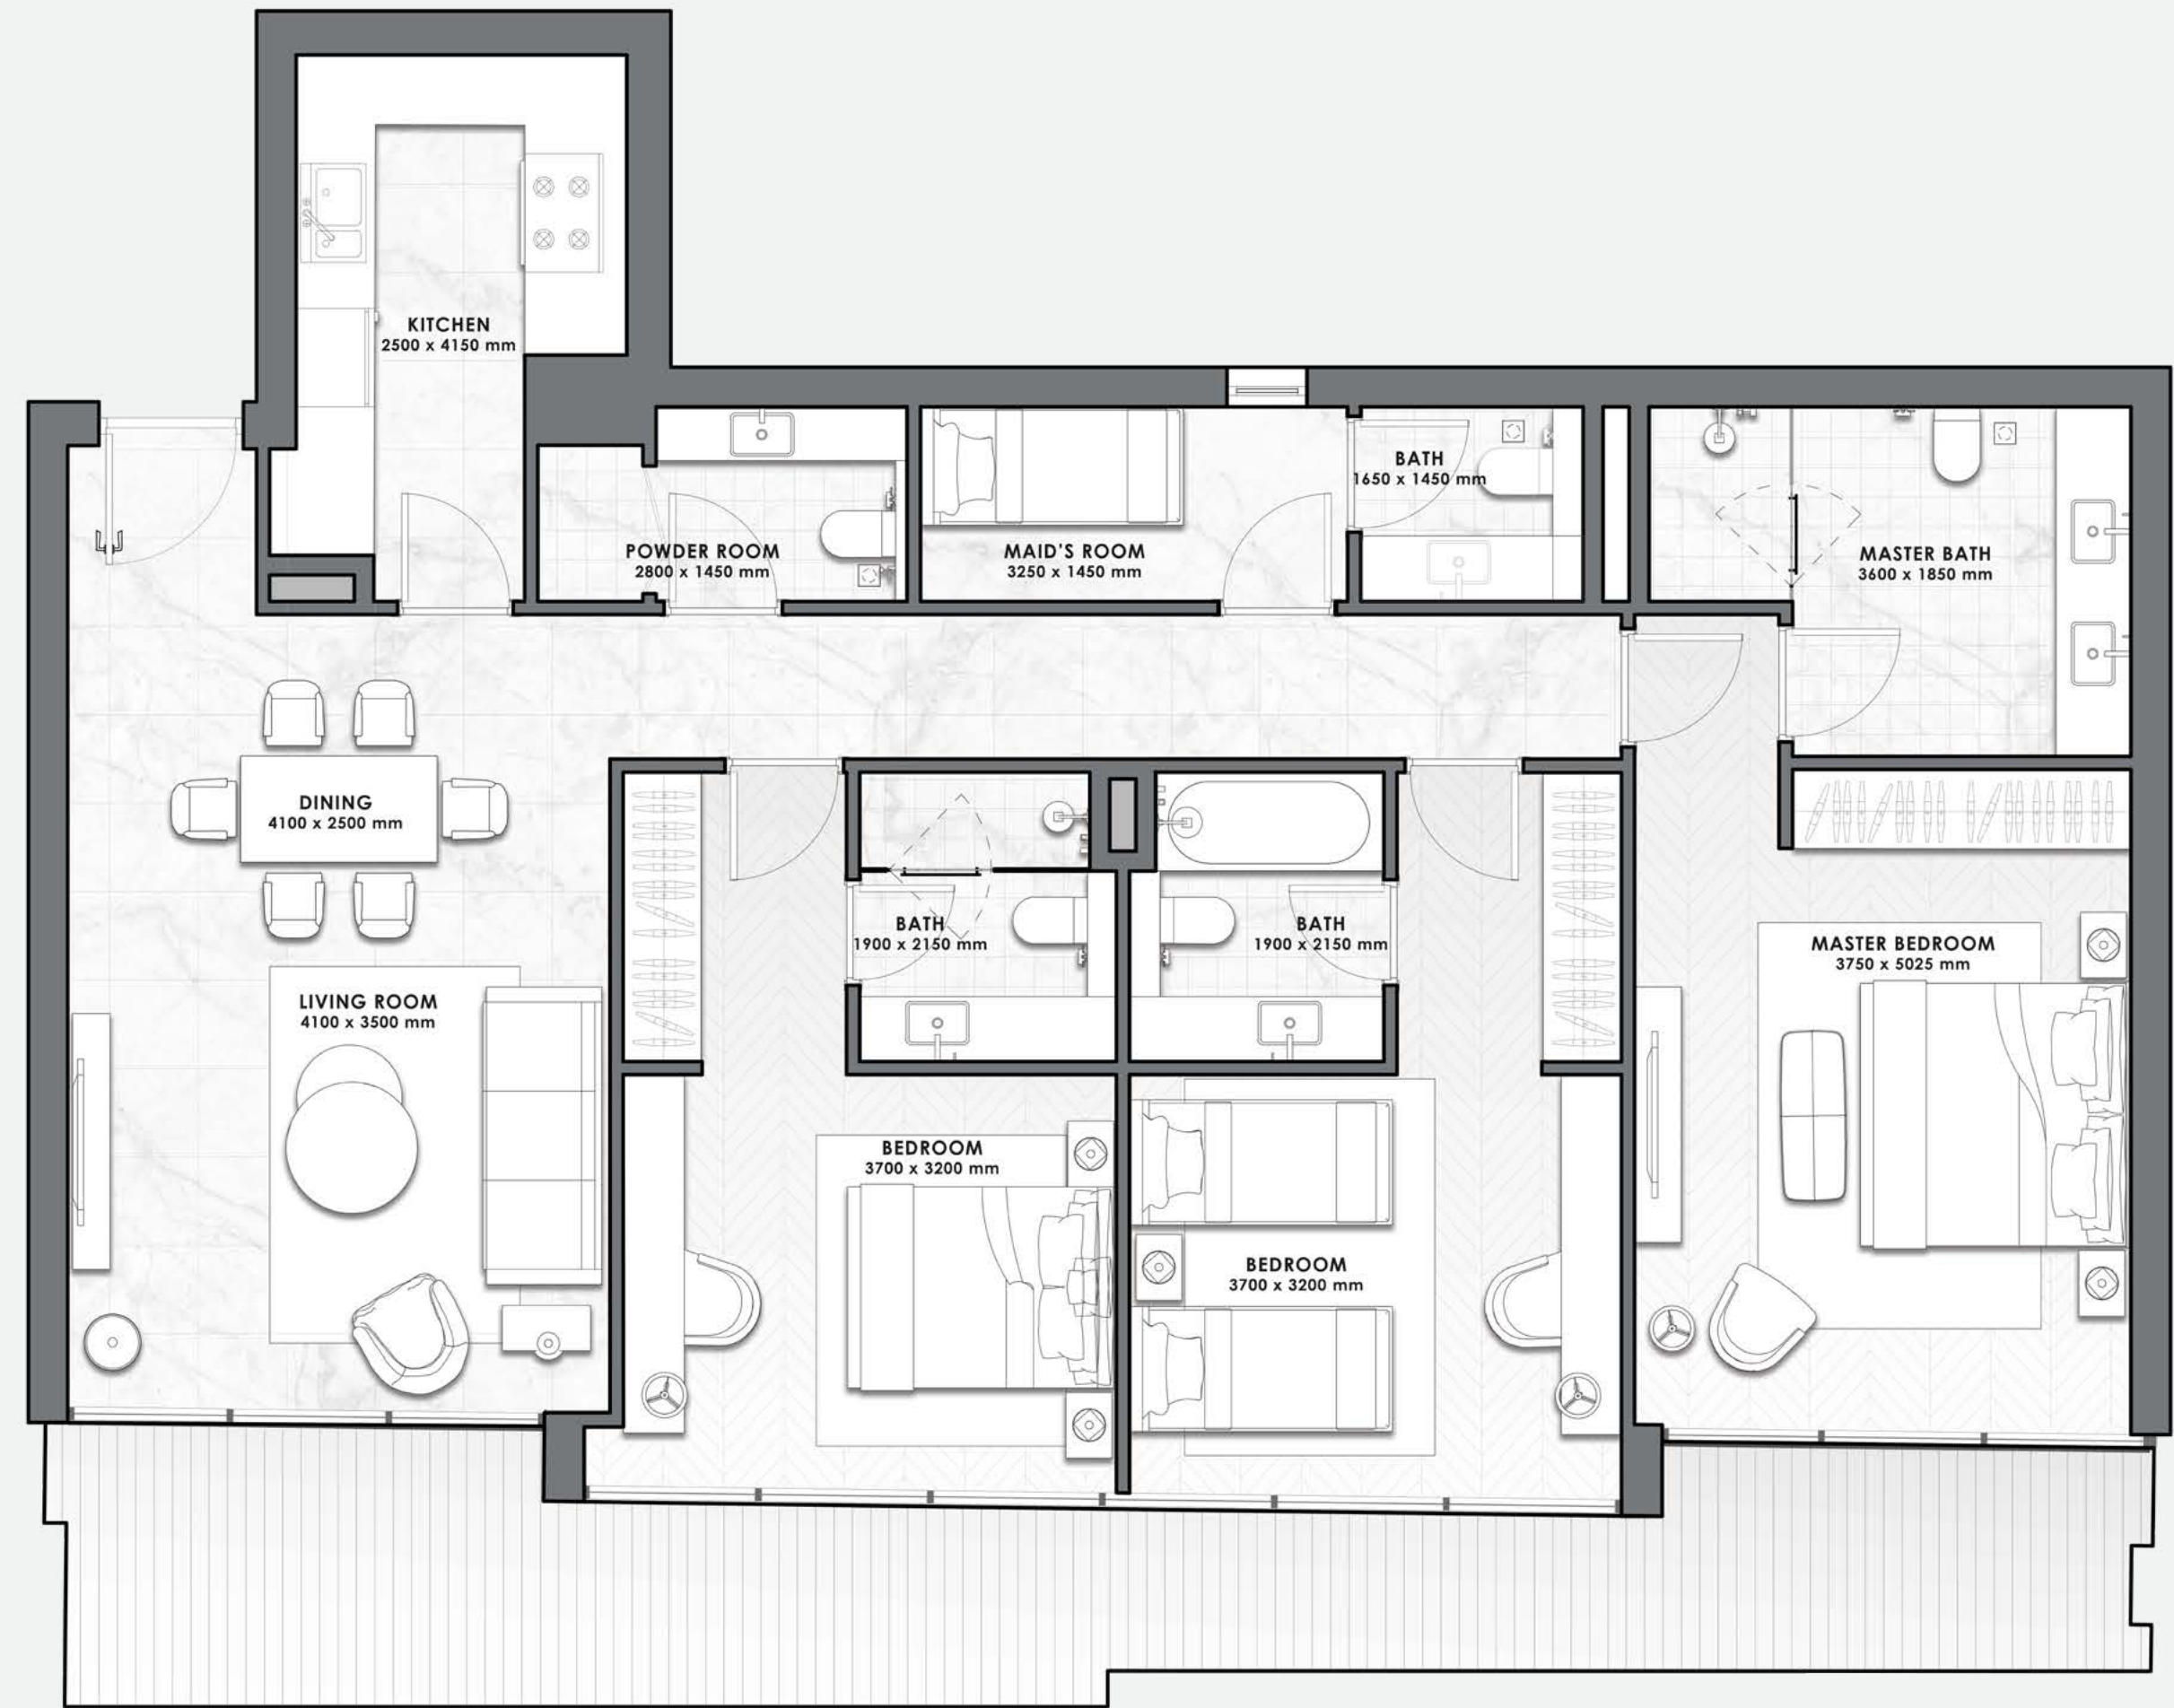 KITCHEN
2500 x 4150 mm
BATH
1650 x 1450 mm
POWDER ROOM
2800 x 1450 mm
MAID'S ROOM
3250 x 1450 mm
MASTER BATH
3600 x 1850 mm
DINING
4100 x 2500 mm
BATH
1900 x 2150 mm
BATH
1900 x 2150 mm
MASTER BEDROOM
3750 x 5025 mm
LIVING ROOM
4100 x 3500 mm
BEDROOM
3700 x 3200 mm
BEDROOM
3700 x 3200 mm